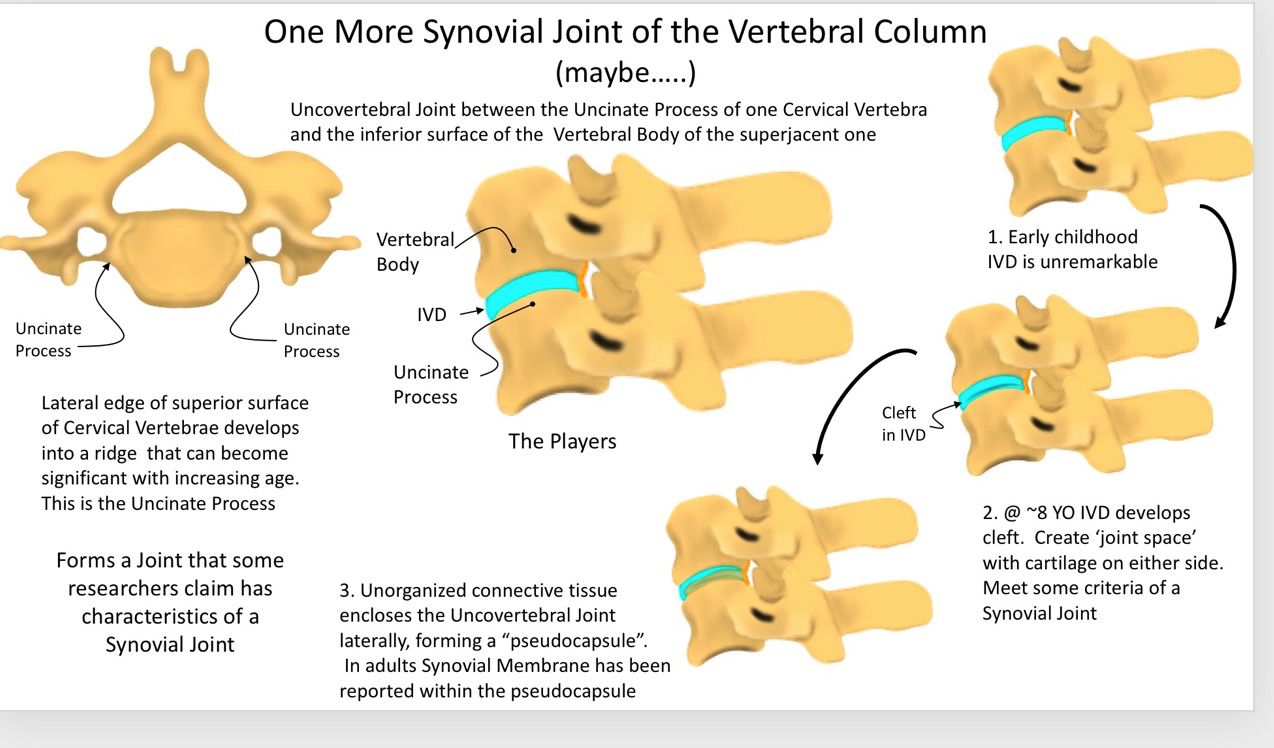 One More Synovial Joint of the Vertebral Column
(maybe.....)
Uncovertebral Joint between the Uncinate Process of one Cervical Vertebra
and the inferior surface of the Vertebral Body of the superjacent one
Uncinate
Process
Uncinate
Process
Lateral edge of superior surface
of Cervical Vertebrae develops
into a ridge that can become
significant with increasing age.
This is the Uncinate Process
Forms a Joint that some
researchers claim has
characteristics of a
Synovial Joint
Vertebral
Body
IVD
Uncinate
Process
The Players
1. Early childhood
IVD is unremarkable
Cleft
in IVD
2. @ ~8 YO IVD develops
cleft. Create ‘joint space’
with cartilage on either side.
Meet some criteria of a
Synovial Joint
3. Unorganized connective tissue
encloses the Uncovertebral Joint
laterally, forming a “pseudocapsule”.
In adults Synovial Membrane has been
reported within the pseudocapsule